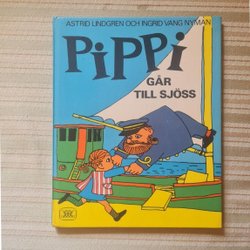 ASTRID LINDGREN OCH INGRID VANG NYMAN
PiPPi
GÅR
TILL SJÖSS